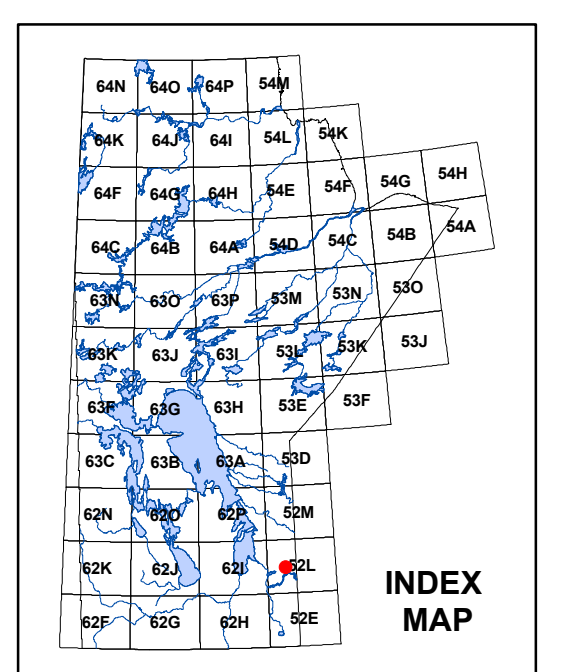 64N 64O 64P 54M
64K 64J 64I 54L 54K
64F 64G 64H 54E 54F 54G 54H
64C 64B 64A 54D 54C 54B 54A
63N 63O 63P 53M 53N 53O
63K 63J 63I 53L 53K 53J
63F 63G 63H 53E 53F
63C 63B 63A 53D
62N 62O 62P 52M
62K 62J 62I 52L
62F 62G 62H 52E
INDEX
MAP